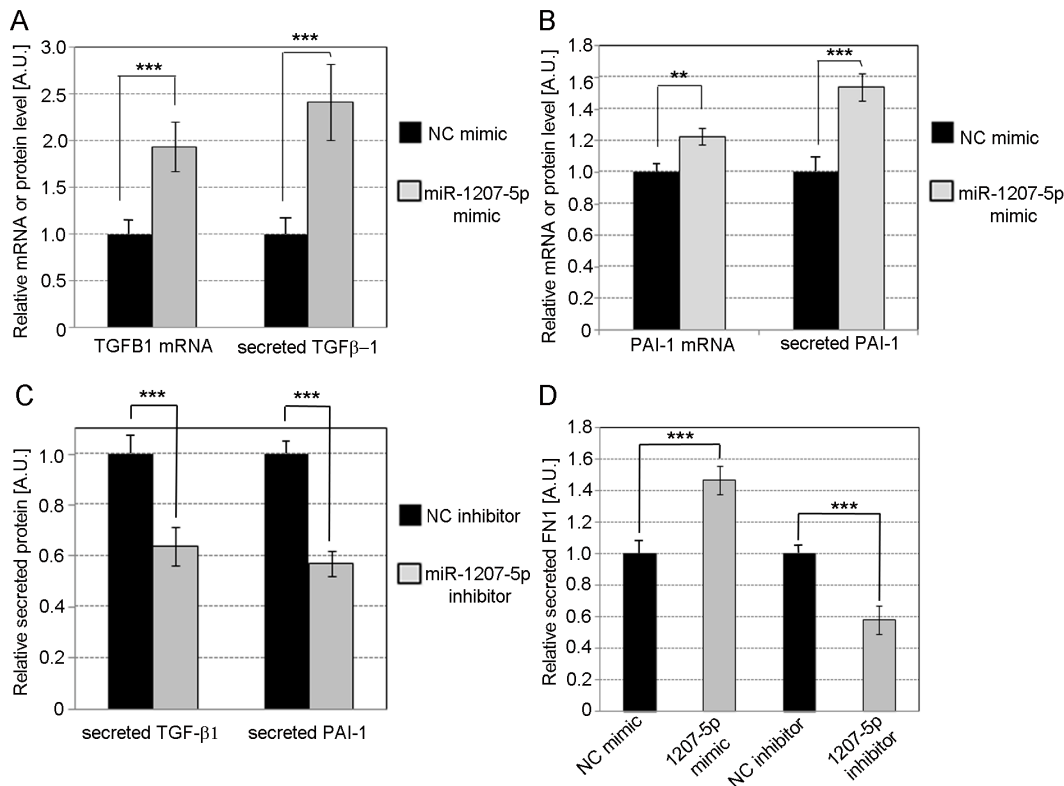 A
Relative mRNA or protein level [A.U.]
3.0
2.5
2.0
1.5
1.0
0.5
0
***
***
TGFB1 mRNA
secreted TGFβ–1
NC mimic
miR-1207-5p
mimic
B
Relative mRNA or protein level [A.U.]
1.8
1.6
1.4
1.2
1.0
0.8
0.6
0.4
0.2
0
**
***
PAI-1 mRNA
secreted PAI-1
NC mimic
miR-1207-5p
mimic
C
Relative secreted protein [A.U.]
1.0
0.8
0.6
0.4
0.2
0
***
***
secreted TGF-β1
secreted PAI-1
NC inhibitor
miR-1207-5p
inhibitor
D
Relative secreted FN1 [A.U.]
1.8
1.6
1.4
1.2
1.0
0.8
0.6
0.4
0.2
0
***
***
NC mimic
1207-5p
mimic
NC inhibitor
1207-5p
inhibitor